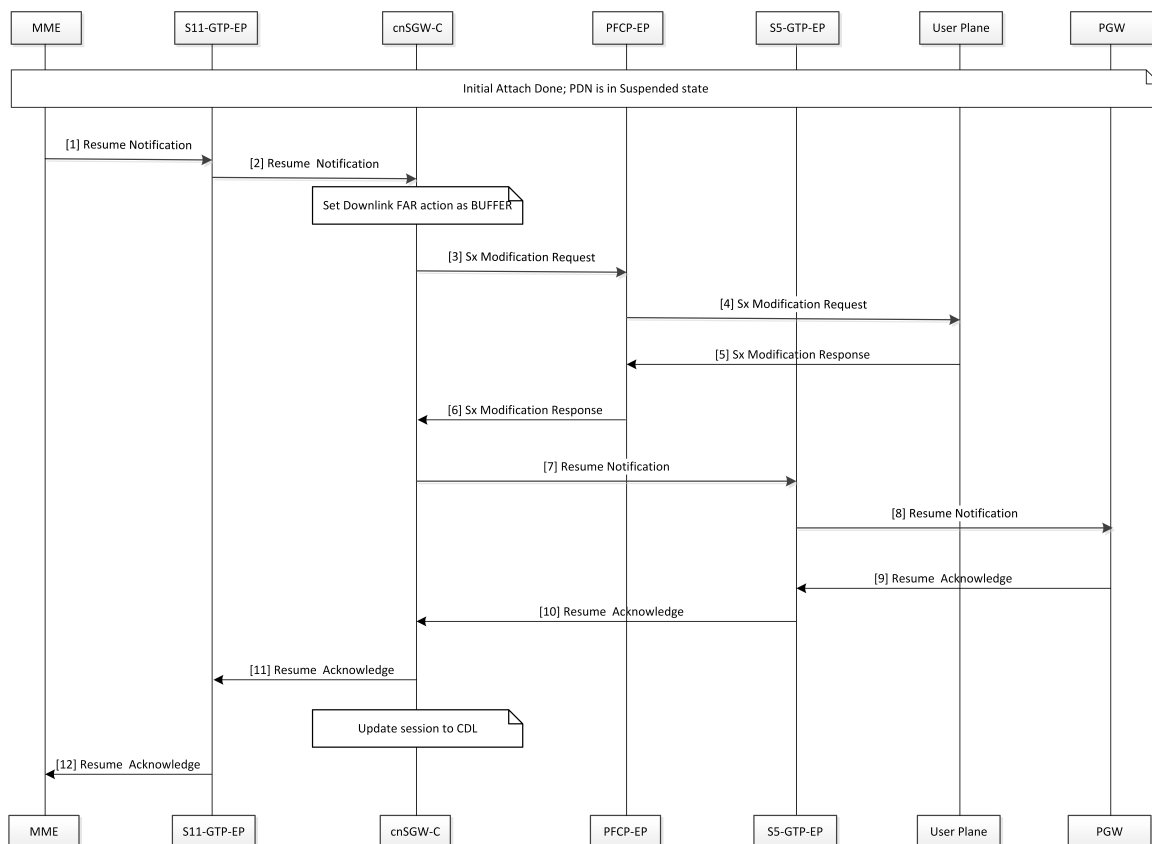 MME
S11-GTP-EP
cnSGW-C
PFCP-EP
S5-GTP-EP
User Plane
PGW
Initial Attach Done; PDN is in Suspended state
[1] Resume Notification
[2] Resume  Notification
Set Downlink FAR action as BUFFER
[3] Sx Modification Request
[4] Sx Modification Request
[5] Sx Modification Response
[6] Sx Modification Response
[7] Resume Notification
[8] Resume Notification
[9] Resume  Acknowledge
[10] Resume  Acknowledge
[11] Resume  Acknowledge
Update session to CDL
[12] Resume  Acknowledge
MME
S11-GTP-EP
cnSGW-C
PFCP-EP
S5-GTP-EP
User Plane
PGW